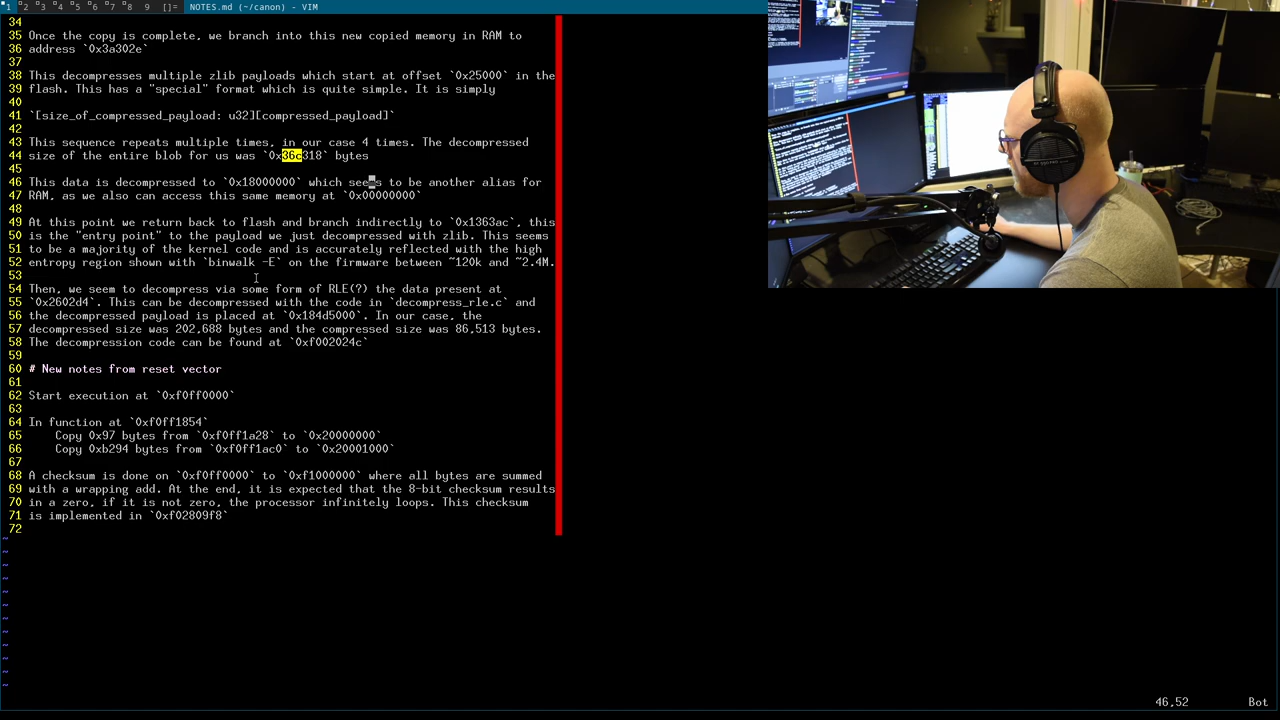 1 2 3 4 5 6 7 8 9 []= NOTES.md (~/canon) - VIM
34
35 Once the copy is complete, we branch into this new copied memory in RAM to
36 address `0x3a302e`
37
38 This decompresses multiple zlib payloads which start at offset `0x25000` in the
39 flash. This has a "special" format which is quite simple. It is simply
40
41 `[size_of_compressed_payload: u32][compressed_payload]`
42
43 This sequence repeats multiple times, in our case 4 times. The decompressed
44 size of the entire blob for us was `0x36c318` bytes
45
46 This data is decompressed to `0x18000000` which seems to be another alias for
47 RAM, as we also can access this same memory at `0x00000000`
48
49 At this point we return back to flash and branch indirectly to `0x1363ac`, this
50 is the "entry point" to the payload we just decompressed with zlib. This seems
51 to be a majority of the kernel code and is accurately reflected with the high
52 entropy region shown with `binwalk -E` on the firmware between ~120k and ~2.4M.
53
54 Then, we seem to decompress via some form of RLE(?) the data present at
55 `0x2602d4`. This can be decompressed with the code in `decompress_rle.c` and
56 the decompressed payload is placed at `0x184d5000`. In our case, the
57 decompressed size was 202,688 bytes and the compressed size was 86,513 bytes.
58 The decompression code can be found at `0xf002024c`
59
60 # New notes from reset vector
61
62 Start execution at `0xf0ff0000`
63
64 In function at `0xf0ff1854`
65 Copy 0x97 bytes from `0xf0ff1a28` to `0x20000000`
66 Copy 0xb294 bytes from `0xf0ff1ac0` to `0x20001000`
67
68 A checksum is done on `0xf0ff0000` to `0xf1000000` where all bytes are summed
69 with a wrapping add. At the end, it is expected that the 8-bit checksum results
70 in a zero, if it is not zero, the processor infinitely loops. This checksum
71 is implemented in `0xf02809f8`
72
~
~
~
~
~
~
~
~
~
~
~
~
46,52 Bot